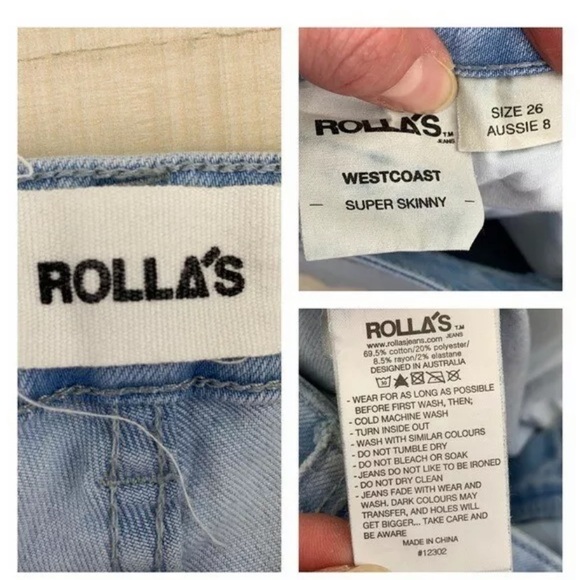 ROLLA'S
ROLLA'S T.M
JEANS
WESTCOAST
- SUPER SKINNY -
SIZE 26
AUSSIE 8
ROLLA'S T.M
JEANS
www.rollasjeans.com
69.5% cotton/20% polyester/
8.5% rayon/2% elastane
DESIGNED IN AUSTRALIA
- WEAR FOR AS LONG AS POSSIBLE
BEFORE FIRST WASH, THEN;
- COLD MACHINE WASH
- TURN INSIDE OUT
- WASH WITH SIMILAR COLOURS
- DO NOT TUMBLE DRY
- DO NOT BLEACH OR SOAK
- JEANS DO NOT LIKE TO BE IRONED
- DO NOT DRY CLEAN
- JEANS FADE WITH WEAR AND
WASH. DARK COLOURS MAY
TRANSFER, AND HOLES WILL
GET BIGGER... TAKE CARE AND
BE AWARE
MADE IN CHINA
#12302